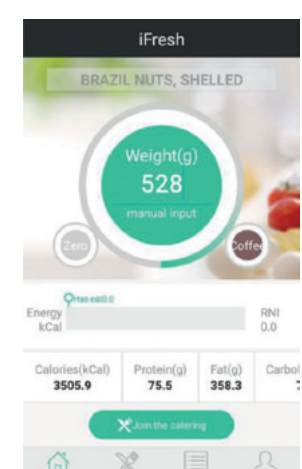 iFresh
BRAZIL NUTS, SHELLED
Weight(g)
528
manual input
Zero
Coffee
Has eat0.0
Energy
kCal
RNI
0.0
Calories(kCal) Protein(g) Fat(g)
3505.9 75.5 358.3
Join the catering